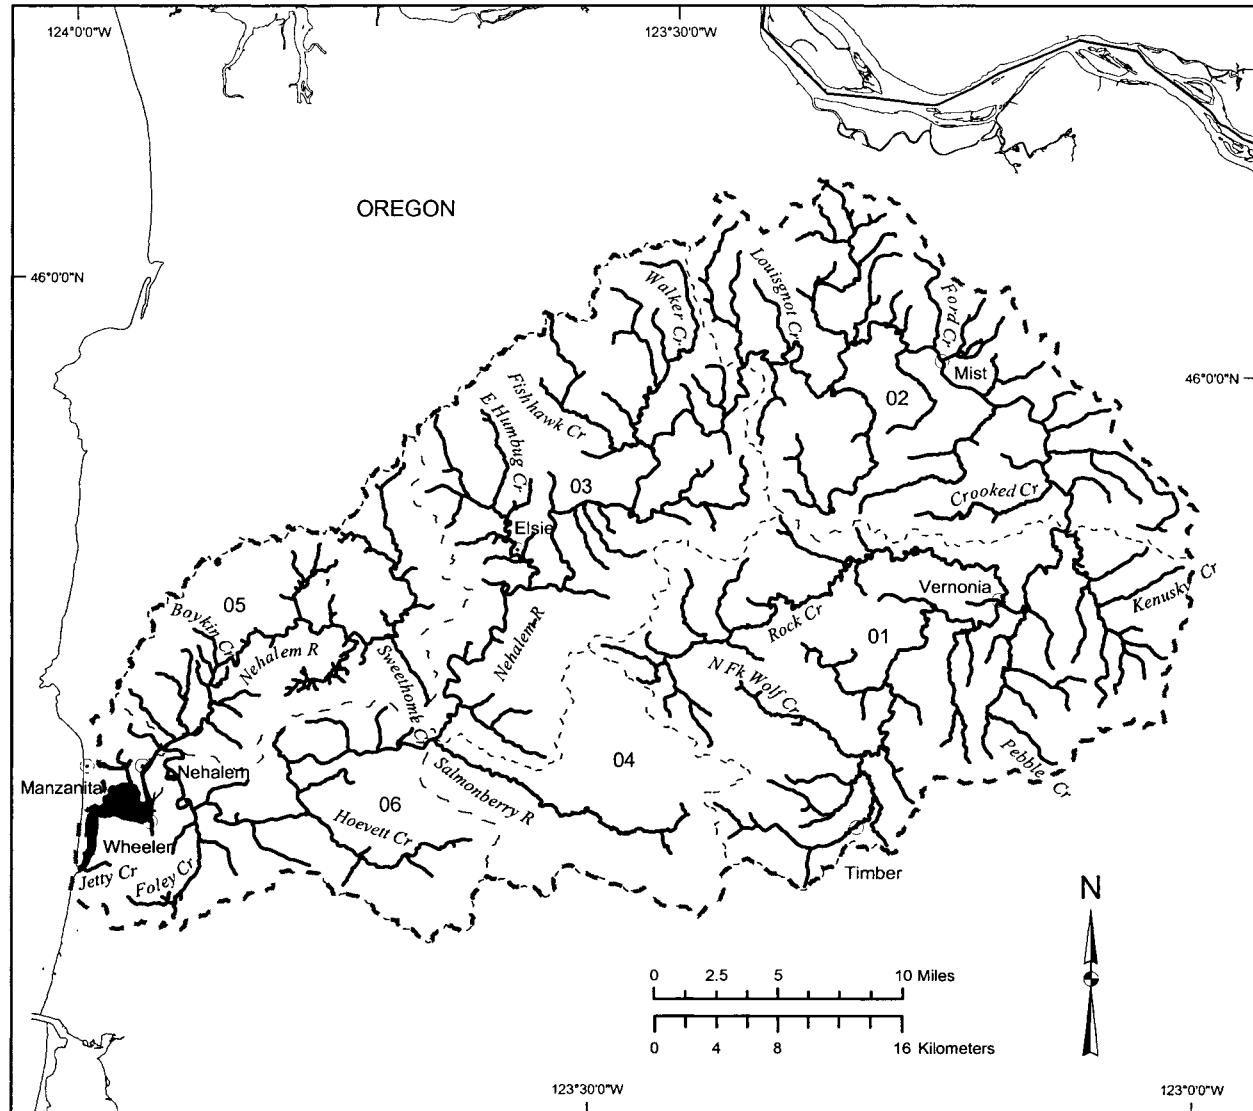 124°0'0"W
123°30'0"W
OREGON
46°0'0"N
Walker Cr
Louisgnot Cr
Ford Cr
Mist
46°0'0"N
02
Fishhawk Cr
E Humbug Cr
03
Crooked Cr
Elsie
Vernonia
Kenusky Cr
05
Boykin Cr
Nehalem R
Nehalem R
Rock Cr
01
Sweethome Cr
N Fk Wolf Cr
Pebble Cr
Nehalem
Manzanita
04
Salmonberry R
06
Hoevett Cr
Wheeler
Jetty Cr
Foley Cr
Timber
N
0 2.5 5 10 Miles
0 4 8 16 Kilometers
123°30'0"W
123°0'0"W